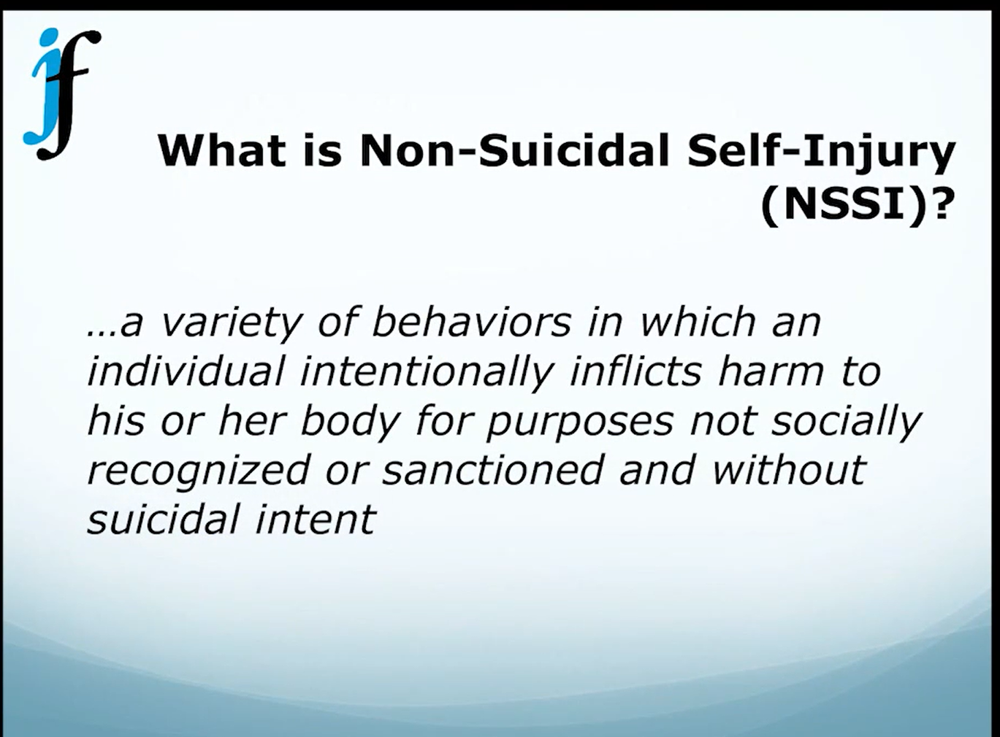 jf
What is Non-Suicidal Self-Injury
(NSSI)?
…a variety of behaviors in which an
individual intentionally inflicts harm to
his or her body for purposes not socially
recognized or sanctioned and without
suicidal intent